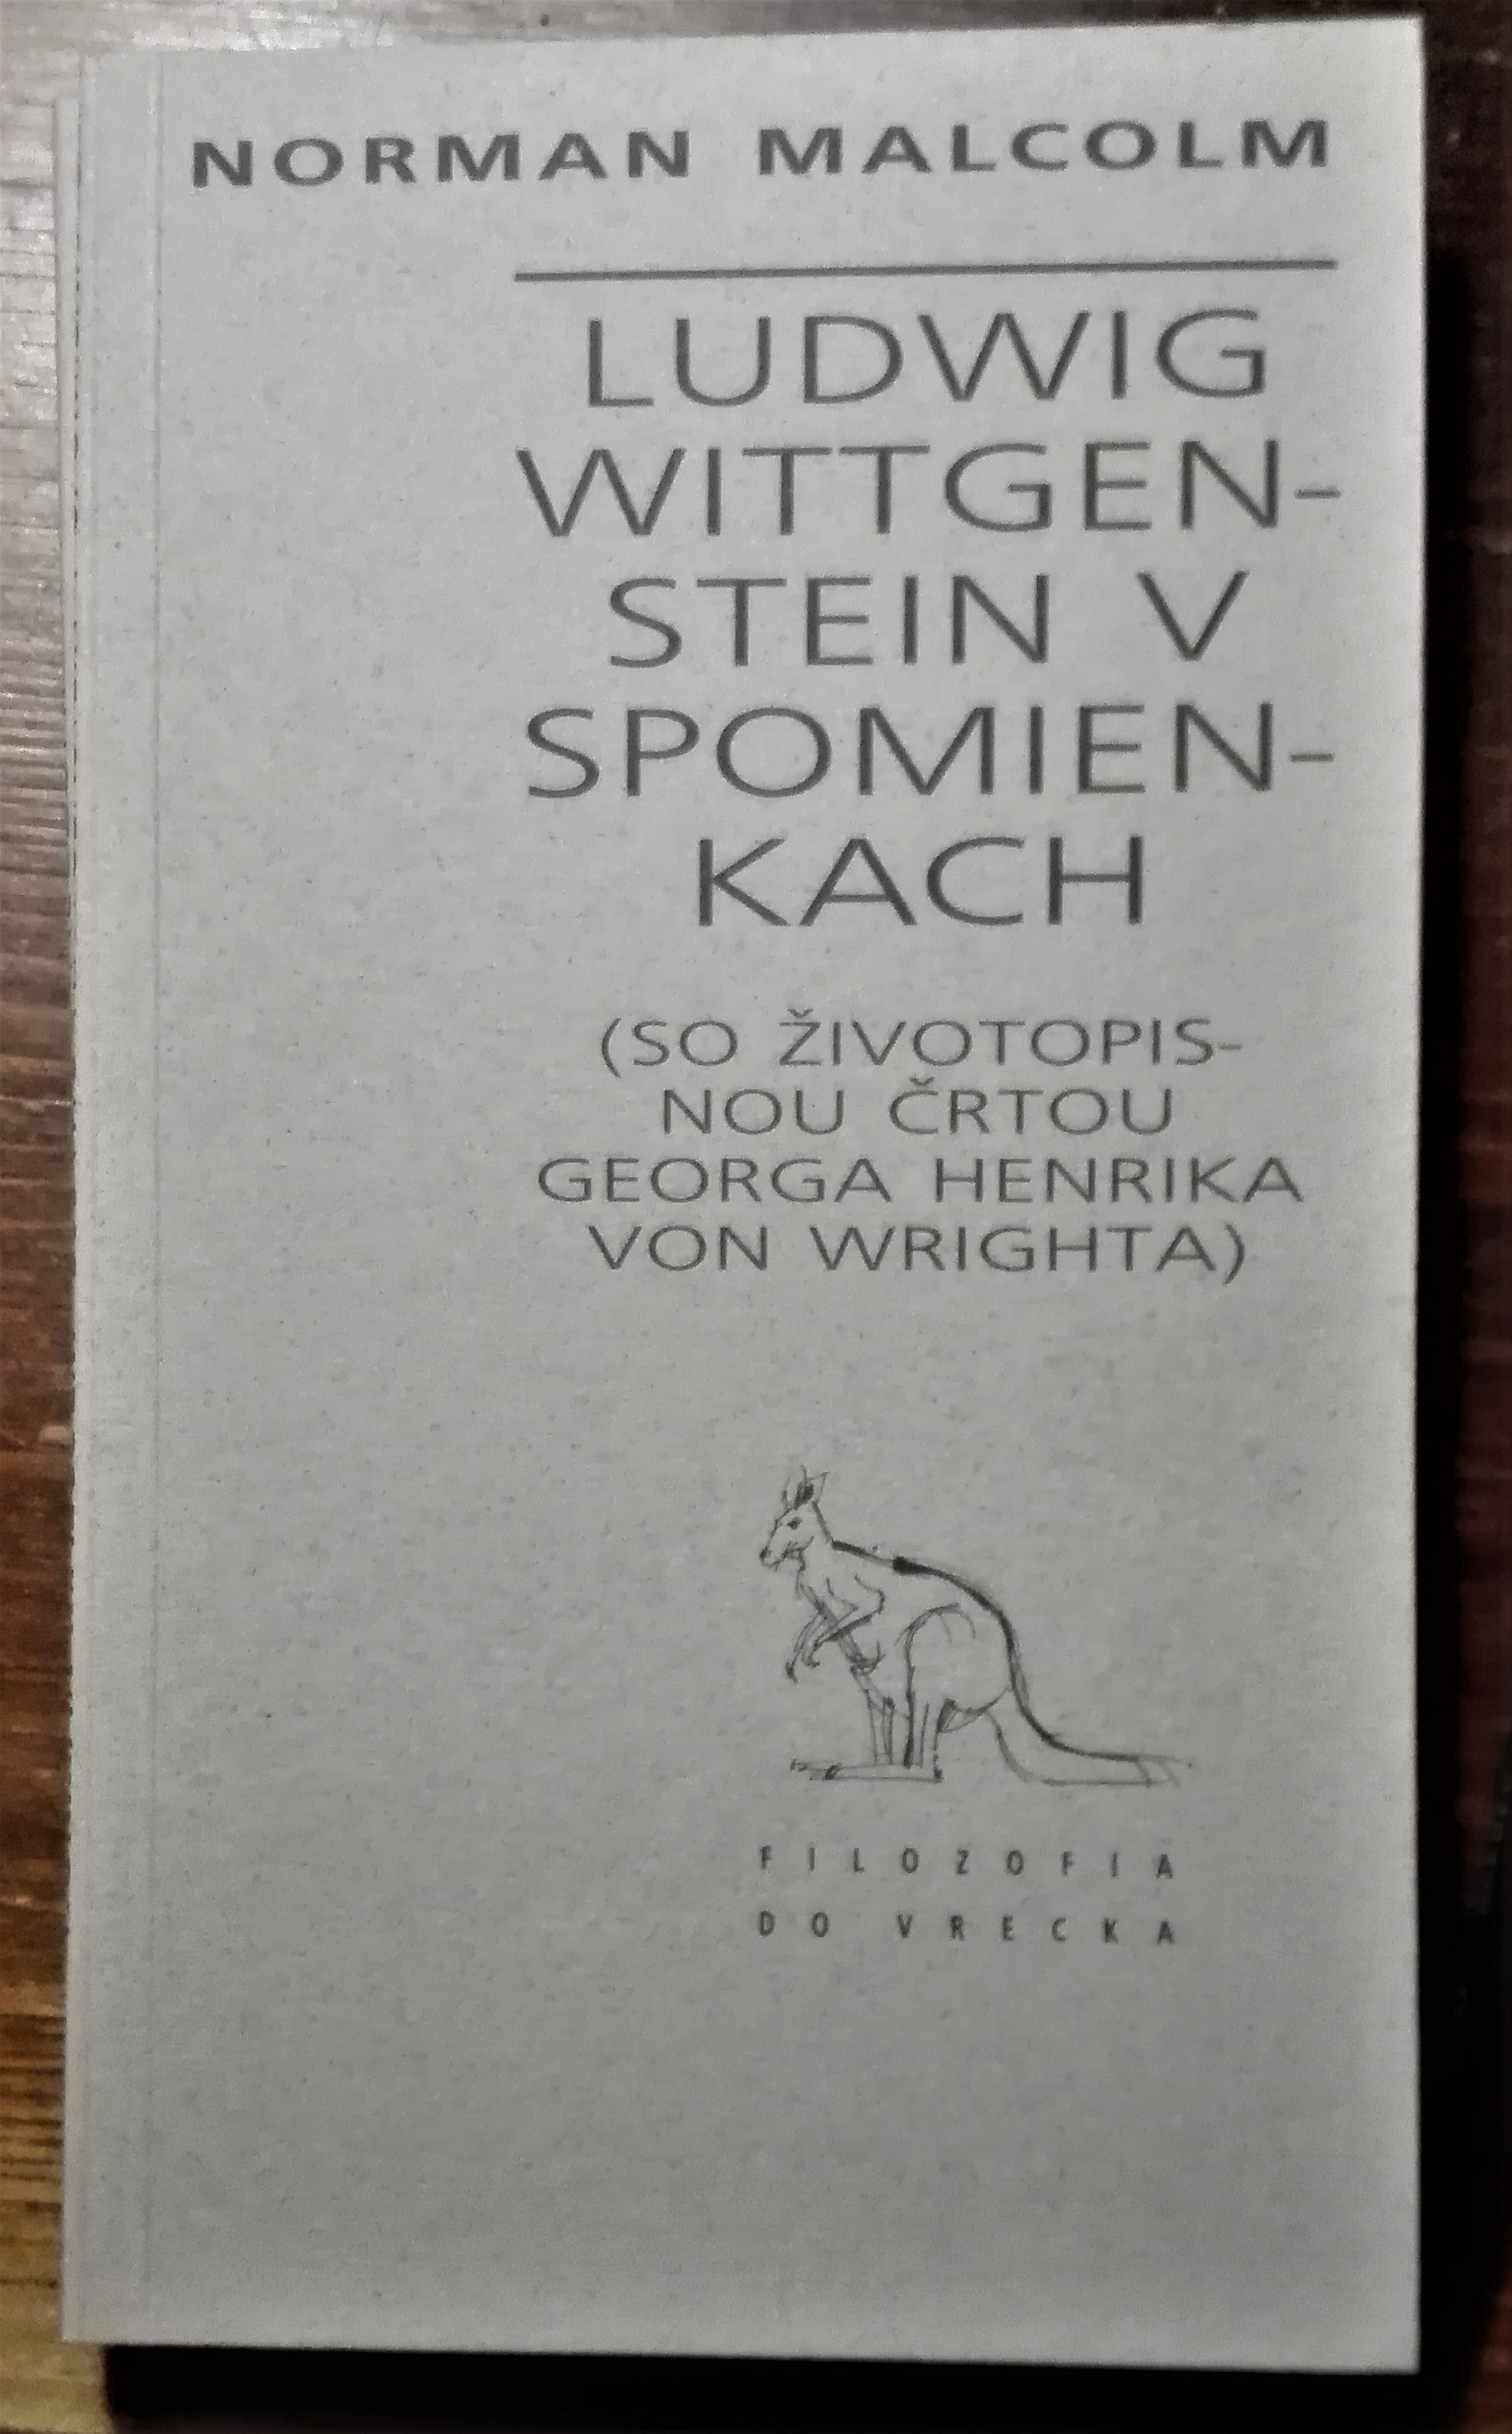 NORMAN MALCOLM
LUDWIG
WITTGEN-
STEIN V
SPOMIEN-
KACH
(SO ŽIVOTOPIS-
NOU ČRTOU
GEORGA HENRIKA
VON WRIGHTA)
FILOZOFIA
DO VRECKA